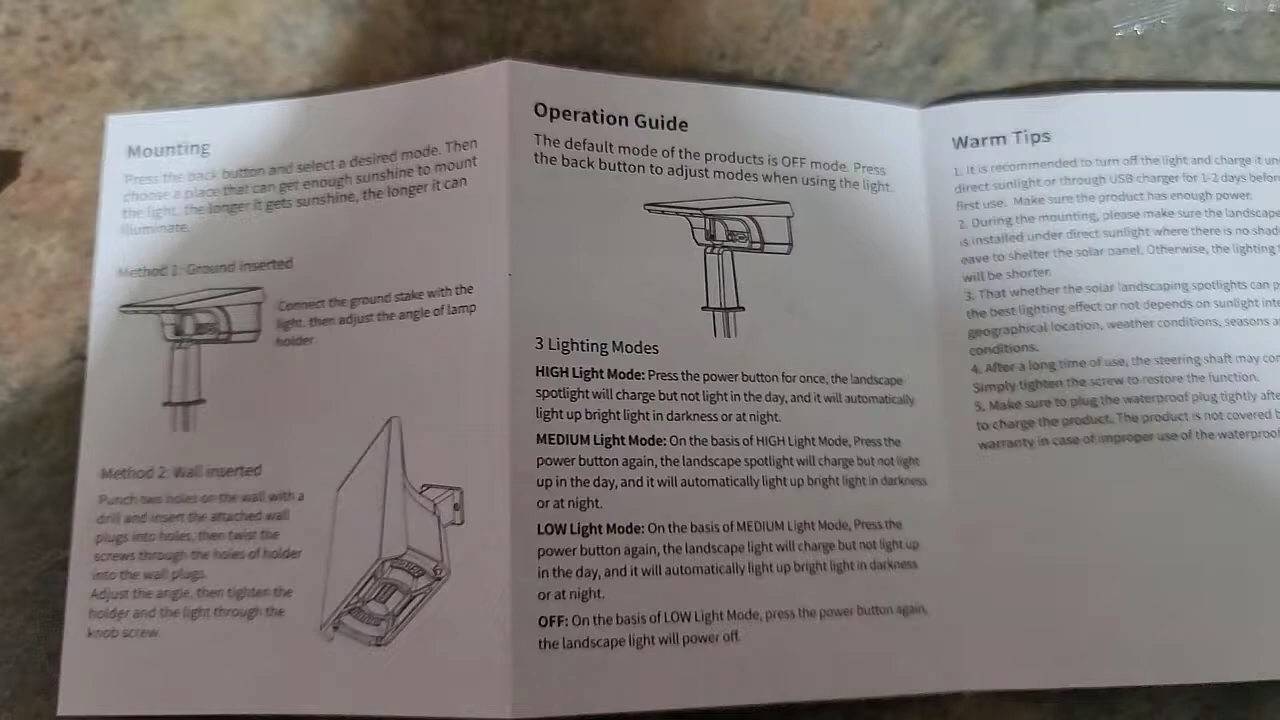 Mounting
Press the back button and select a desired mode. Then
choose a place that can get enough sunshine to mount
the light, the longer it gets sunshine, the longer it can
illuminate.
Method 1: Ground inserted
Connect the ground stake with the
light, then adjust the angle of lamp
holder.
Method 2: Wall inserted
Punch two holes on the wall with a
drill and insert the attached wall
plugs into holes, then twist the
screws through the holes of holder
into the wall plugs.
Adjust the angle, then tighten the
holder and the light through the
knob screw.
Operation Guide
The default mode of the products is OFF mode. Press
the back button to adjust modes when using the light.
3 Lighting Modes
HIGH Light Mode: Press the power button for once, the landscape
spotlight will charge but not light in the day, and it will automatically
light up bright light in darkness or at night.
MEDIUM Light Mode: On the basis of HIGH Light Mode, Press the
power button again, the landscape spotlight will charge but not light
up in the day, and it will automatically light up bright light in darkness
or at night.
LOW Light Mode: On the basis of MEDIUM Light Mode, Press the
power button again, the landscape light will charge but not light up
in the day, and it will automatically light up bright light in darkness
or at night.
OFF: On the basis of LOW Light Mode, press the power button again,
the landscape light will power off.
Warm Tips
1. It is recommended to turn off the light and charge it
direct sunlight or through USB charger for 1-2 days
first use. Make sure the product has enough power.
2. During the mounting, please make sure the
is installed under direct sunlight where there is no
eave to shelter the solar panel. Otherwise, the lighting
will be shorter.
3. That whether the solar landscaping spotlights can
the best lighting effect or not depends on sunlight
geographical location, weather conditions, seasons
conditions.
4. After a long time of use, the steering shaft may
Simply tighten the screw to restore the function.
5. Make sure to plug the waterproof plug tightly
to charge the product. The product is not covered
warranty in case of improper use of the